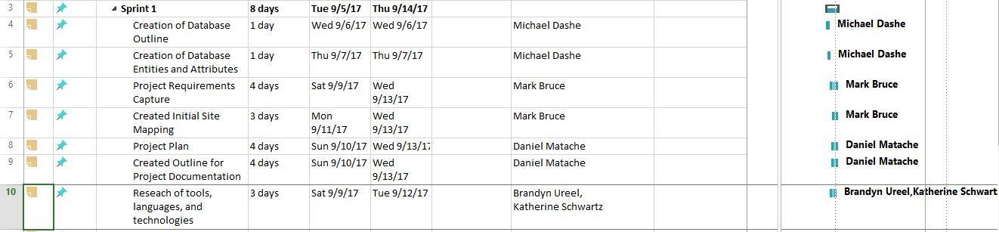 3 Sprint 1 8 days Tue 9/5/17 Thu 9/14/17
4 Creation of Database 1 day Wed 9/6/17 Wed 9/6/17 Michael Dashe Michael Dashe
Outline
5 Creation of Database 1 day Thu 9/7/17 Thu 9/7/17 Michael Dashe Michael Dashe
Entities and Attributes
6 Project Requirements 4 days Sat 9/9/17 Wed Mark Bruce Mark Bruce
Capture 9/13/17
7 Created Initial Site 3 days Mon Wed Mark Bruce Mark Bruce
Mapping 9/11/17 9/13/17
8 Project Plan 4 days Sun 9/10/17 Wed 9/13/17 Daniel Matache Daniel Matache
9 Created Outline for 4 days Sun 9/10/17 Wed Daniel Matache Daniel Matache
Project Documentation 9/13/17
10 Reseach of tools, 3 days Sat 9/9/17 Tue 9/12/17 Brandyn Ureel, Brandyn Ureel,Katherine Schwart
languages, and Katherine Schwartz
technologies